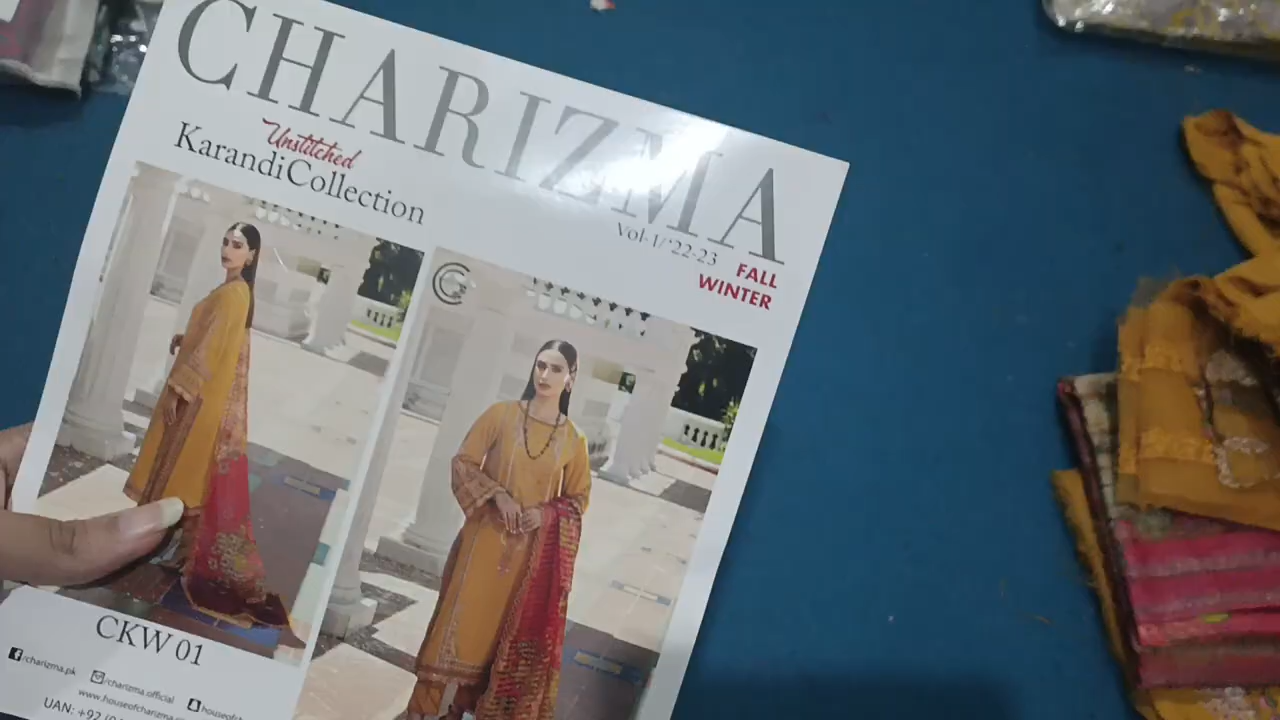 CHARIZMA
Unstitched
Karandi Collection
Vol-1/ '22-23
FALL
WINTER
CKW 01
/charizma.pk
/charizma.official
www.houseofcharizma
UAN: +92